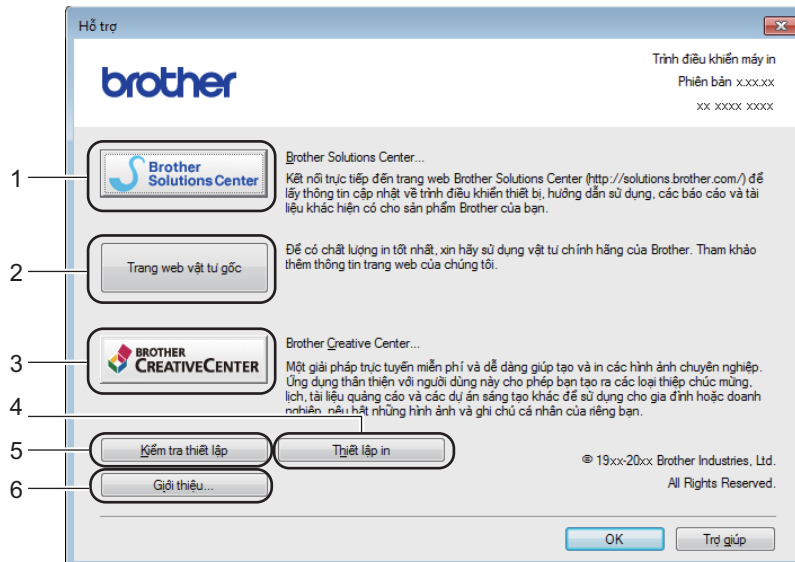 Hỗ trợ
brother
Trình điều khiển máy in
Phiên bản x.xx.xx
xx xxxx xxxx
1
Brother
Solutions Center
Brother Solutions Center...
Kết nối trực tiếp đến trang web Brother Solutions Center (http://solutions.brother.com/) để
lấy thông tin cập nhật về trình điều khiển thiết bị, hướng dẫn sử dụng, các báo cáo và tài
liệu khác hiện có cho sản phẩm Brother của bạn.
2
Trang web vật tư gốc
Để có chất lượng in tốt nhất, xin hãy sử dụng vật tư chính hãng của Brother. Tham khảo
thêm thông tin trang web của chúng tôi.
3
BROTHER
CREATIVECENTER
Brother Creative Center...
Một giải pháp trực tuyến miễn phí và dễ dàng giúp tạo và in các hình ảnh chuyên nghiệp.
Ứng dụng thân thiện với người dùng này cho phép bạn tạo ra các loại thiệp chúc mừng,
lịch, tài liệu quảng cáo và các dự án sáng tạo khác để sử dụng cho gia đình hoặc doanh
nghiệp, nêu bật những hình ảnh và ghi chú cá nhân của riêng bạn.
4
5
Kiểm tra thiết lập
Thiết lập in
6
Giới thiệu...
© 19xx-20xx Brother Industries, Ltd.
All Rights Reserved.
OK
Trợ giúp